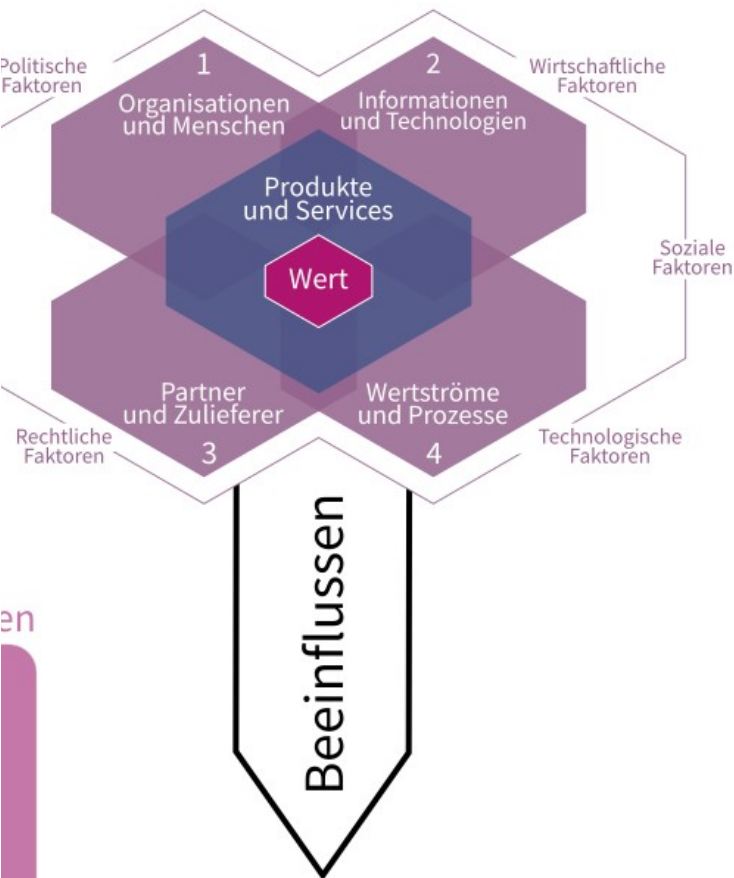 Politische
Faktoren
1
Organisationen
und Menschen
2
Informationen
und Technologien
Wirtschaftliche
Faktoren
Produkte
und Services
Wert
Soziale
Faktoren
Partner
und Zulieferer
3
Wertströme
und Prozesse
4
Rechtliche
Faktoren
Technologische
Faktoren
Beeinflussen
en